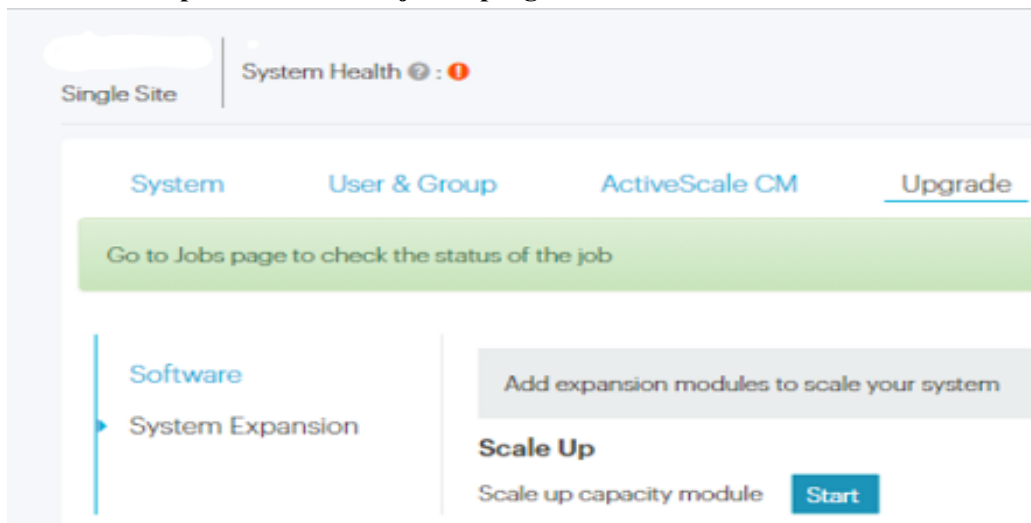 System Health ? : !
Single Site
System User & Group ActiveScale CM Upgrade
Go to Jobs page to check the status of the job
Software
Add expansion modules to scale your system
System Expansion
Scale Up
Scale up capacity module Start